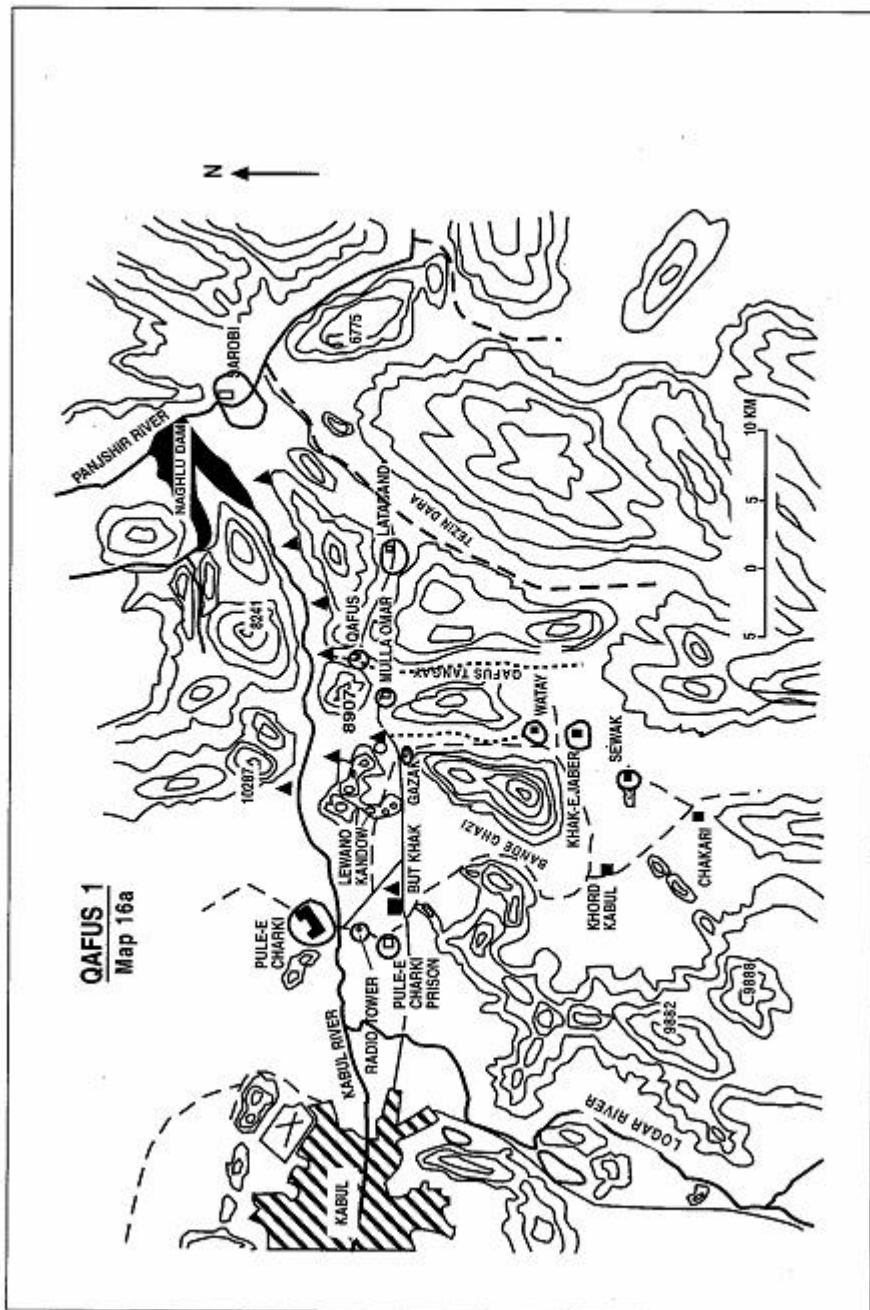 QAFUS 1
Map 16a
N
PANJSHIR RIVER
NAGHLU DAM
SAROBI
6775
8241
10287
PULE-E
CHARKI
KABUL RIVER
RADIO TOWER
PULE-E
CHARKI
PRISON
KABUL
LEWANO
KANDOW
BUT KHAK
GAZAK
8907
QAFUS
MULLA OMAR
LATABAND
TEZIN DARA
QAFUS TANGAY
WATAY
KHAK-E JABER
SEWAK
BANDE GHAZI
KHORD
KABUL
CHAKARI
9882
9888
LOGAR RIVER
5 0 5 10 KM